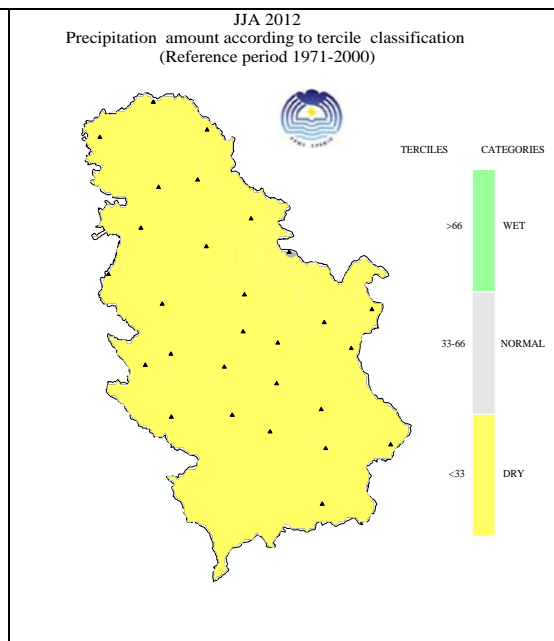 JJA 2012
Precipitation amount according to tercile classification
(Reference period 1971-2000)
TERCILES CATEGORIES
>66 WET
33-66 NORMAL
<33 DRY